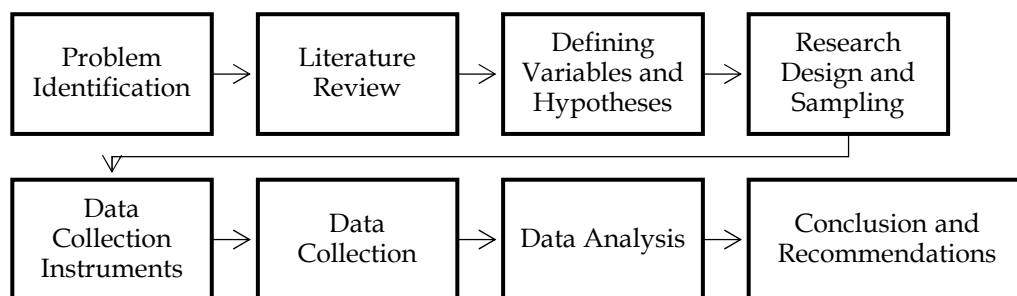 Problem
Identification
Literature
Review
Defining
Variables and
Hypotheses
Research
Design and
Sampling
Data
Collection
Instruments
Data
Collection
Data Analysis
Conclusion and
Recommendations